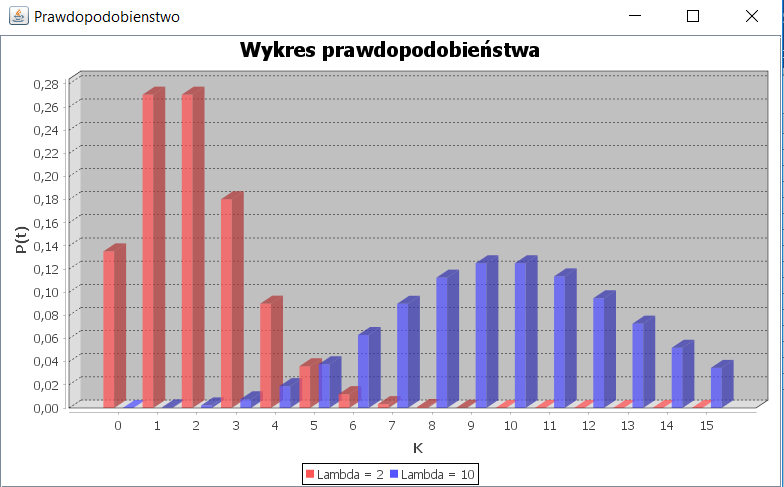 Prawdopodobienstwo
Wykres prawdopodobieństwa
0,28
0,26
0,24
0,22
0,20
0,18
0,16
0,14
0,12
0,10
0,08
0,06
0,04
0,02
0,00
P(t)
0 1 2 3 4 5 6 7 8 9 10 11 12 13 14 15
K
Lambda = 2 Lambda = 10